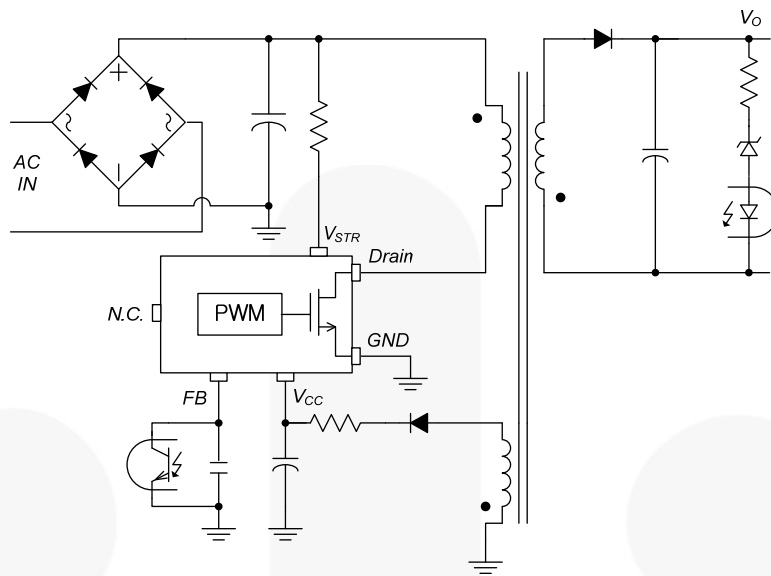 V_O
AC
IN
V_STR
Drain
N.C.
PWM
GND
FB
V_CC